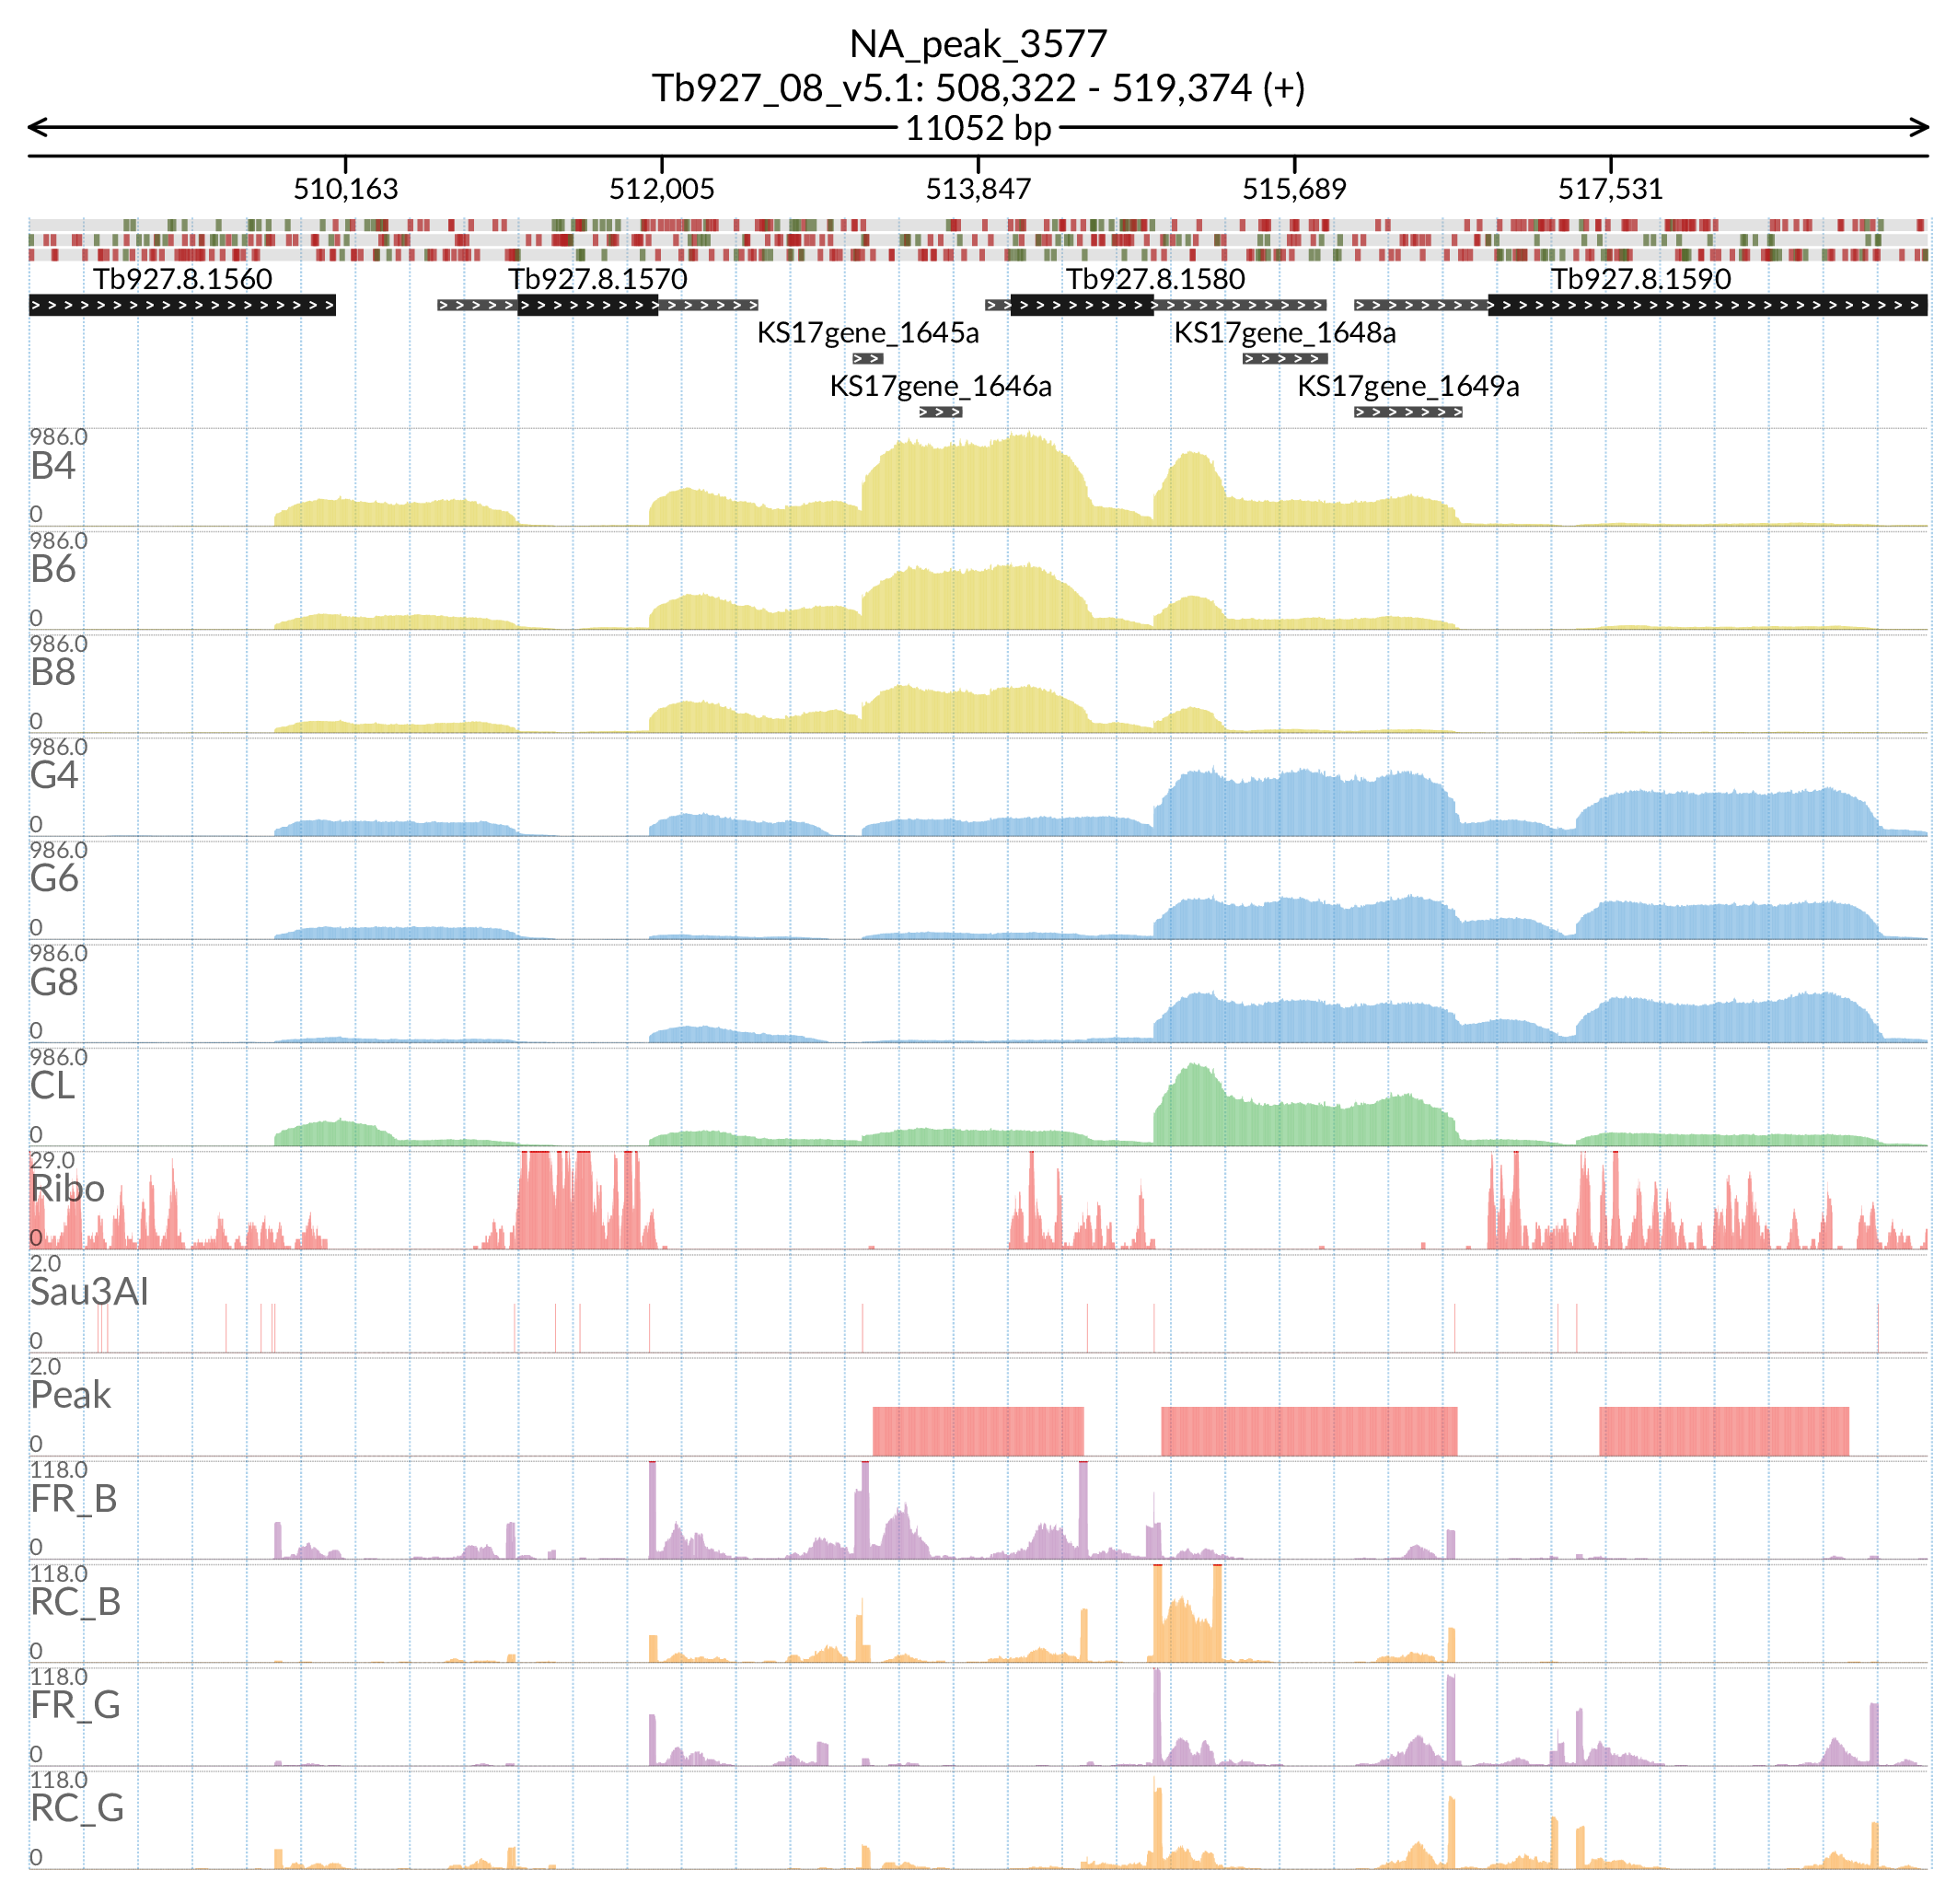 NA_peak_3577
Tb927_08_v5.1: 508,322 - 519,374 (+)
11052 bp
510,163 512,005 513,847 515,689 517,531
Tb927.8.1560 Tb927.8.1570 Tb927.8.1580 Tb927.8.1590
KS17gene_1645a KS17gene_1648a
KS17gene_1646a KS17gene_1649a
986.0
B4
0
986.0
B6
0
986.0
B8
0
986.0
G4
0
986.0
G6
0
986.0
G8
0
986.0
CL
0
29.0
Ribo
0
2.0
Sau3AI
0
2.0
Peak
0
118.0
FR_B
0
118.0
RC_B
0
118.0
FR_G
0
118.0
RC_G
0